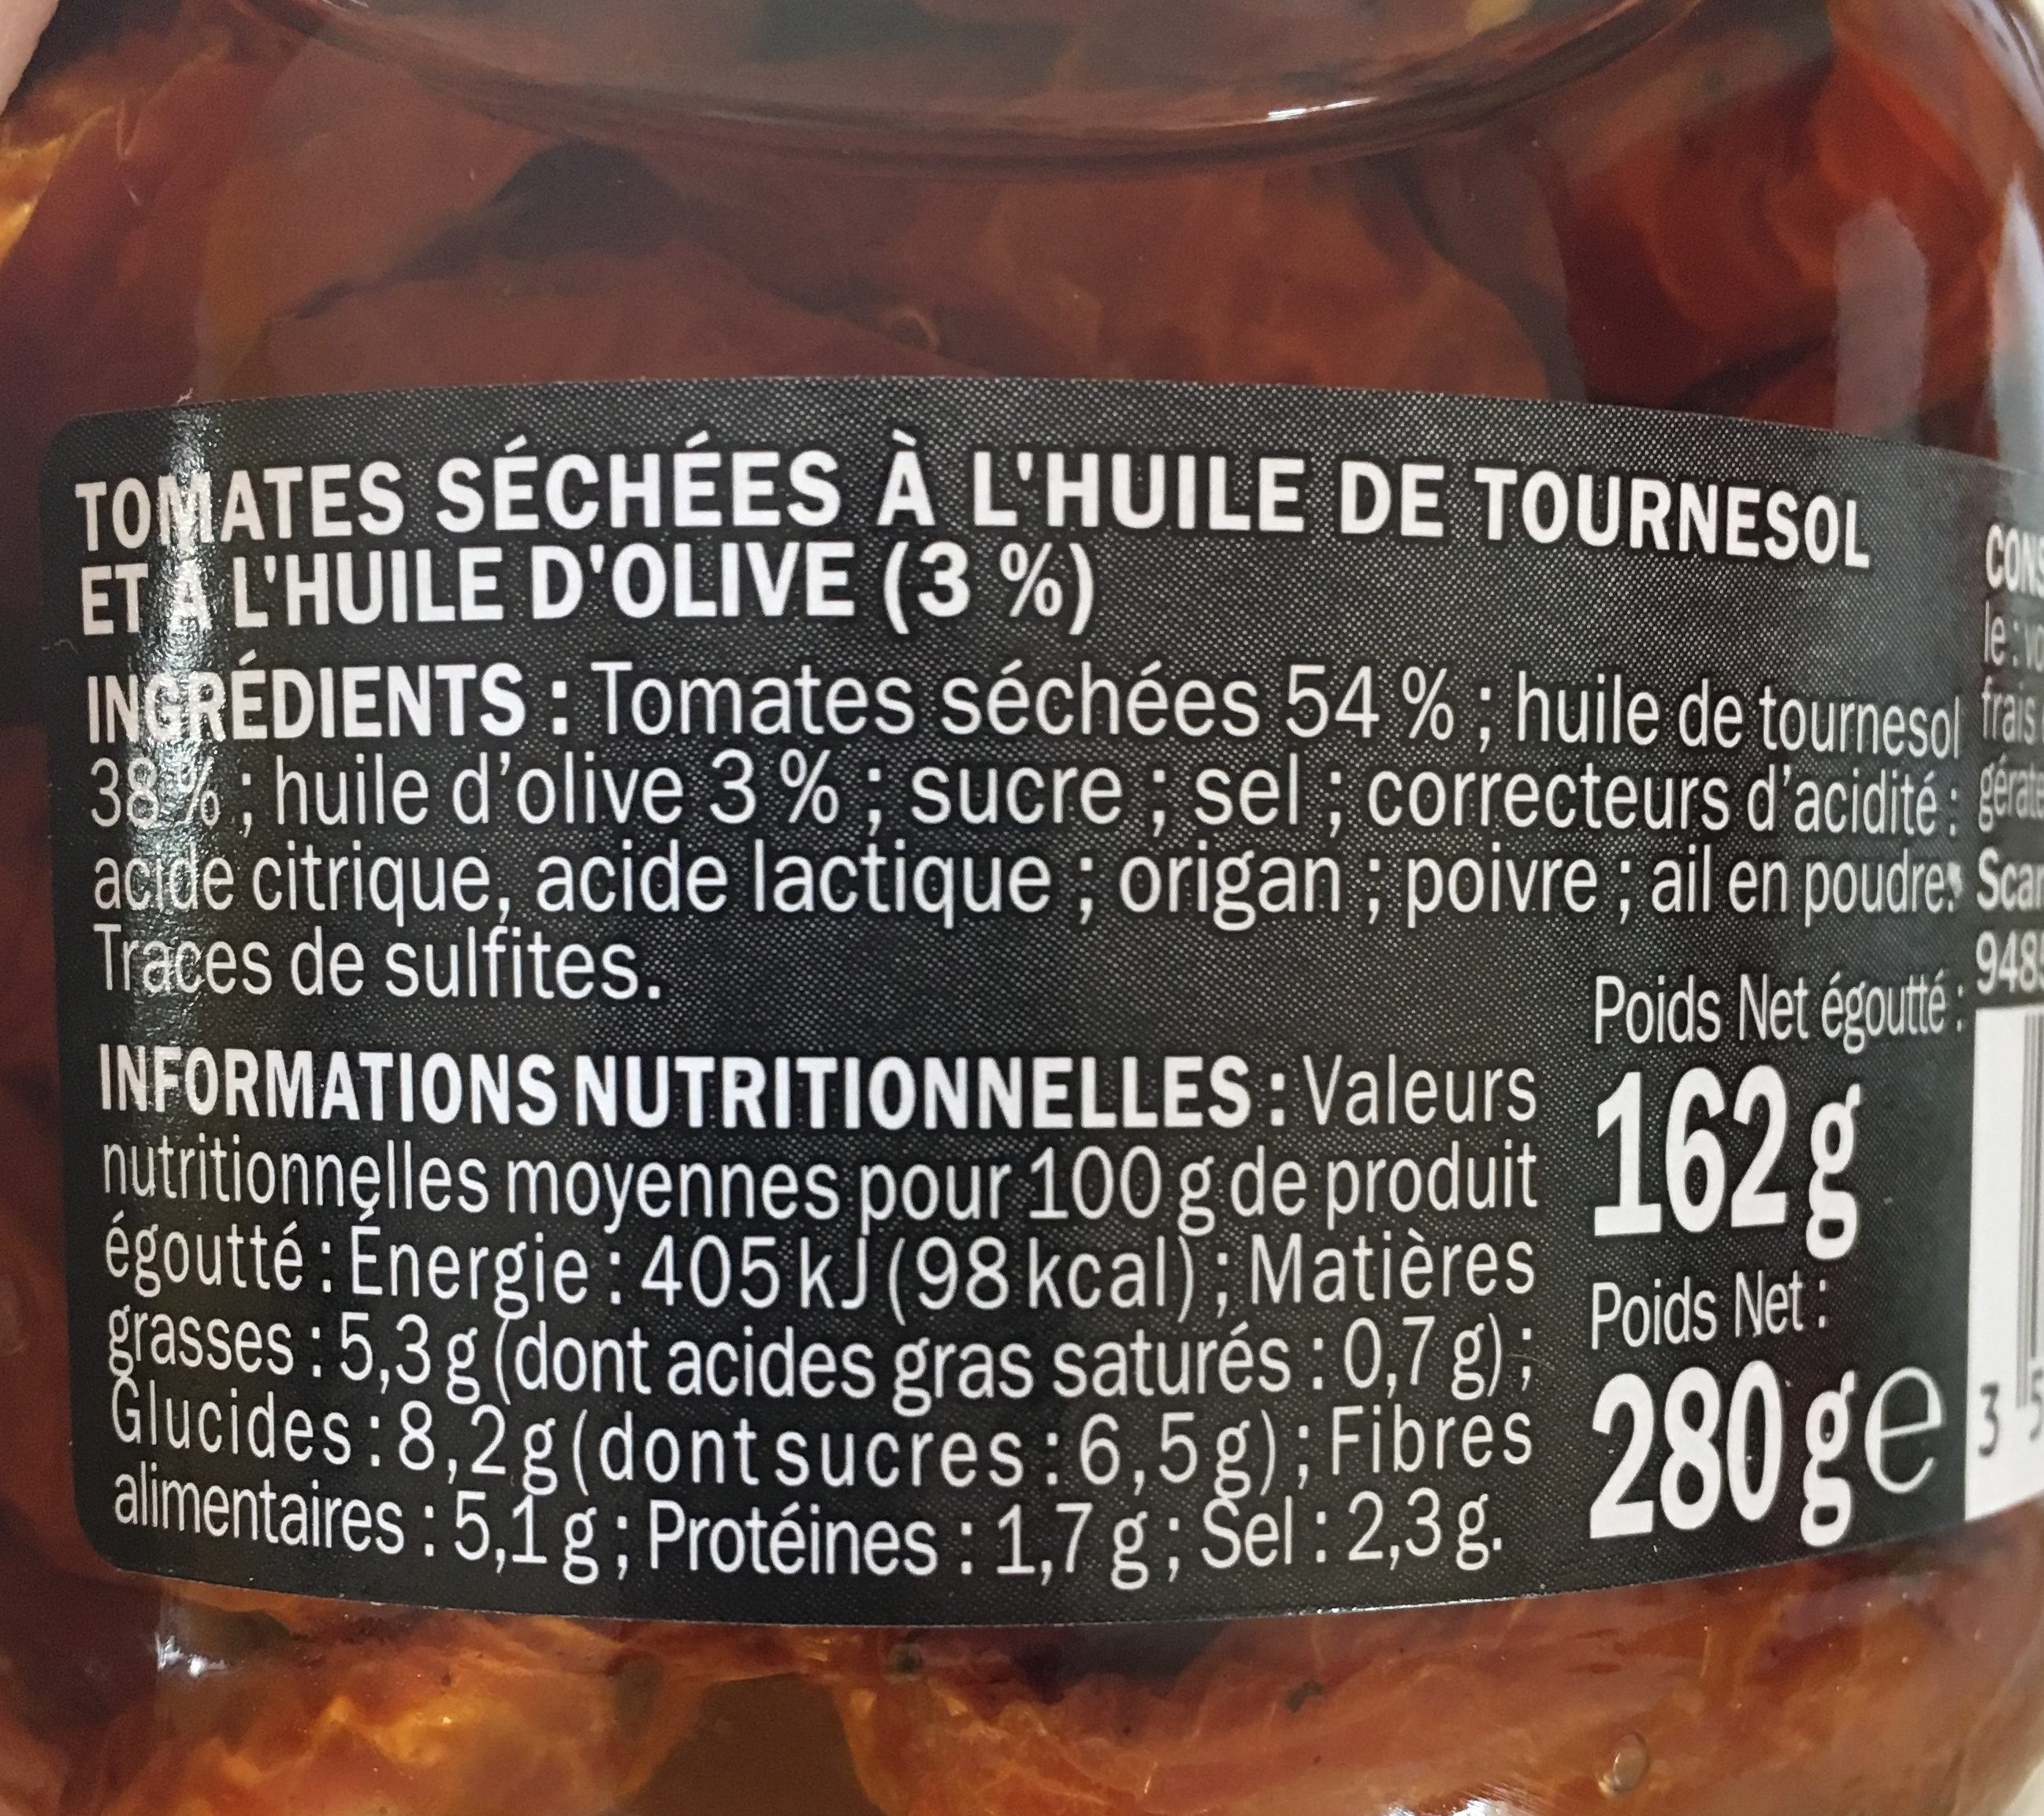 TOMATES SÉCHÉES À L'HUILE DE TOURNESOL
ET À L'HUILE D'OLIVE (3 %)
INGRÉDIENTS : Tomates séchées 54 % ; huile de tournesol
38 % ; huile d'olive 3 % ; sucre ; sel ; correcteurs d'acidité :
acide citrique, acide lactique ; origan ; poivre ; ail en poudre.
Traces de sulfites.
INFORMATIONS NUTRITIONNELLES : Valeurs
nutritionnelles moyennes pour 100 g de produit
égoutté : Énergie : 405 kJ (98 kcal) ; Matières
grasses : 5,3 g (dont acides gras saturés : 0,7 g) ;
Glucides : 8,2 g (dont sucres : 6,5 g) ; Fibres
alimentaires : 5,1 g ; Protéines : 1,7 g ; Sel : 2,3 g.
Poids Net égoutté :
162 g
Poids Net :
280 g e
le :
frais
3